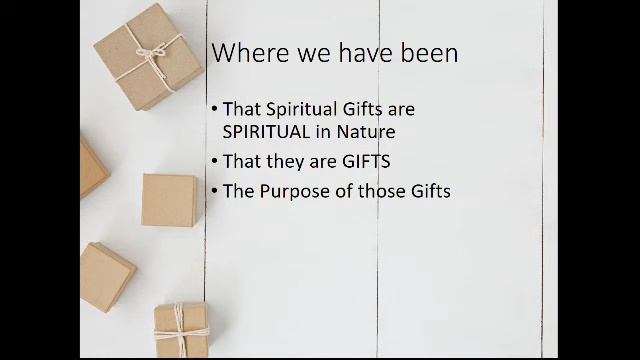 Where we have been
• That Spiritual Gifts are
SPIRITUAL in Nature
• That they are GIFTS
• The Purpose of those Gifts